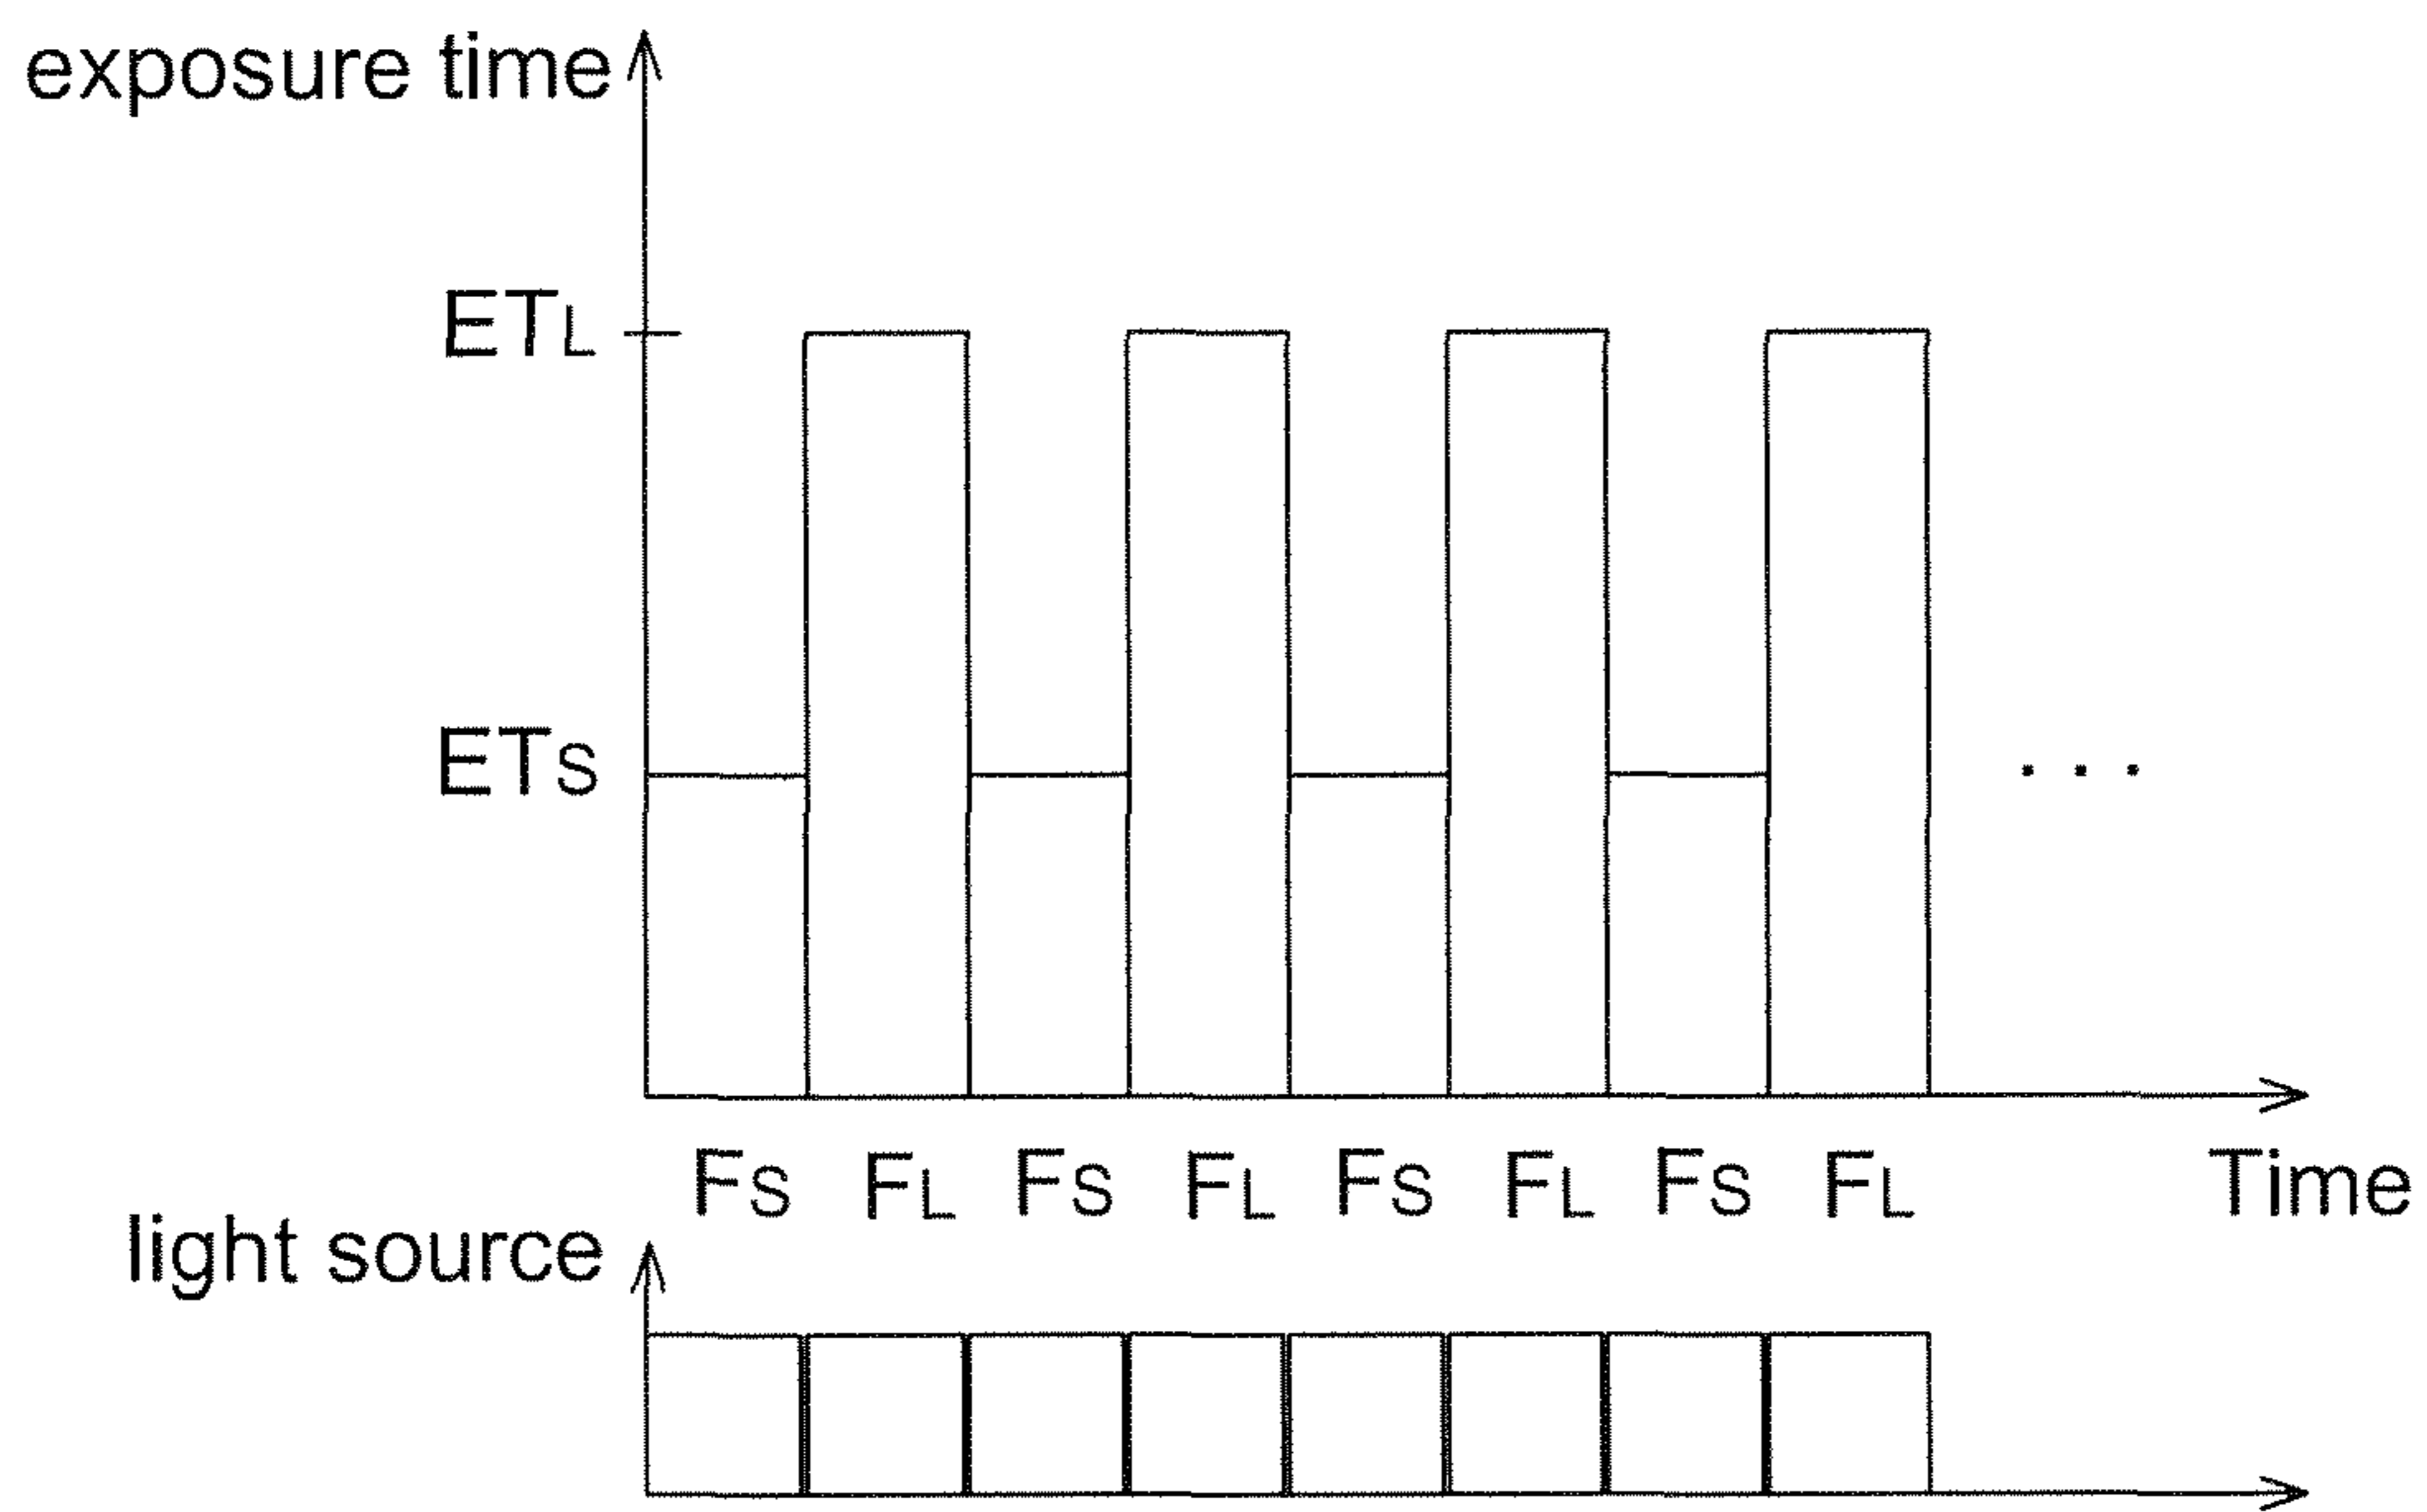 exposure time
ETL
ETS
. . .
FS FL FS FL FS FL FS FL Time
light source